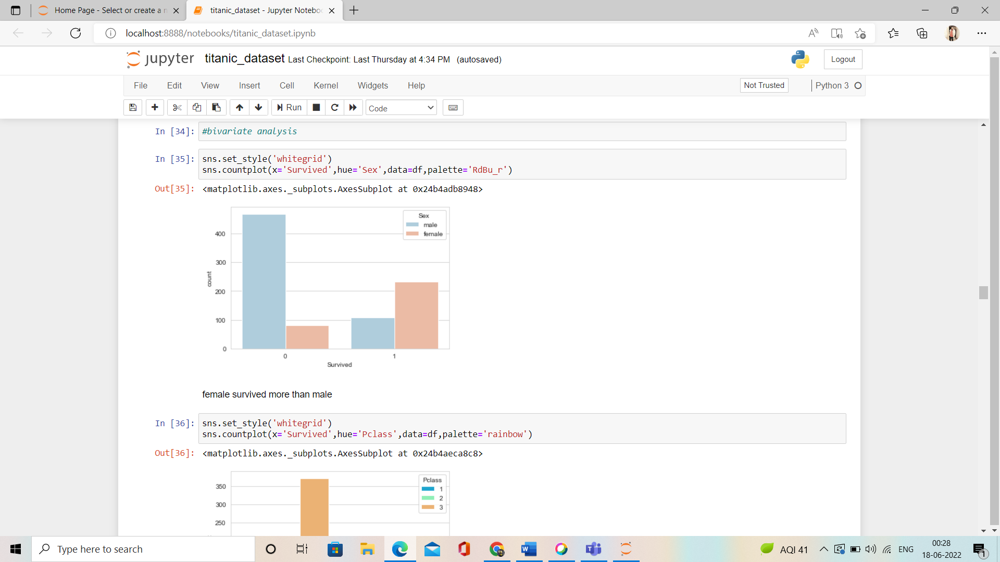 Home Page - Select or create a n
titanic_dataset - Jupyter Notebo
localhost:8888/notebooks/titanic_dataset.ipynb
jupyter titanic_dataset Last Checkpoint: Last Thursday at 4:34 PM (autosaved) Logout
File Edit View Insert Cell Kernel Widgets Help Not Trusted Python 3
Run Code
In [34]: #bivariate analysis
In [35]: sns.set_style('whitegrid')
sns.countplot(x='Survived',hue='Sex',data=df,palette='RdBu_r')
Out[35]: <matplotlib.axes._subplots.AxesSubplot at 0x24b4adb8948>
Sex
male
female
400
300
200
100
0
count
0 1
Survived
female survived more than male
In [36]: sns.set_style('whitegrid')
sns.countplot(x='Survived',hue='Pclass',data=df,palette='rainbow')
Out[36]: <matplotlib.axes._subplots.AxesSubplot at 0x24b4aeca8c8>
Pclass
1
2
3
350
300
250
Type here to search
AQI 41 ENG 00:28
18-06-2022
1